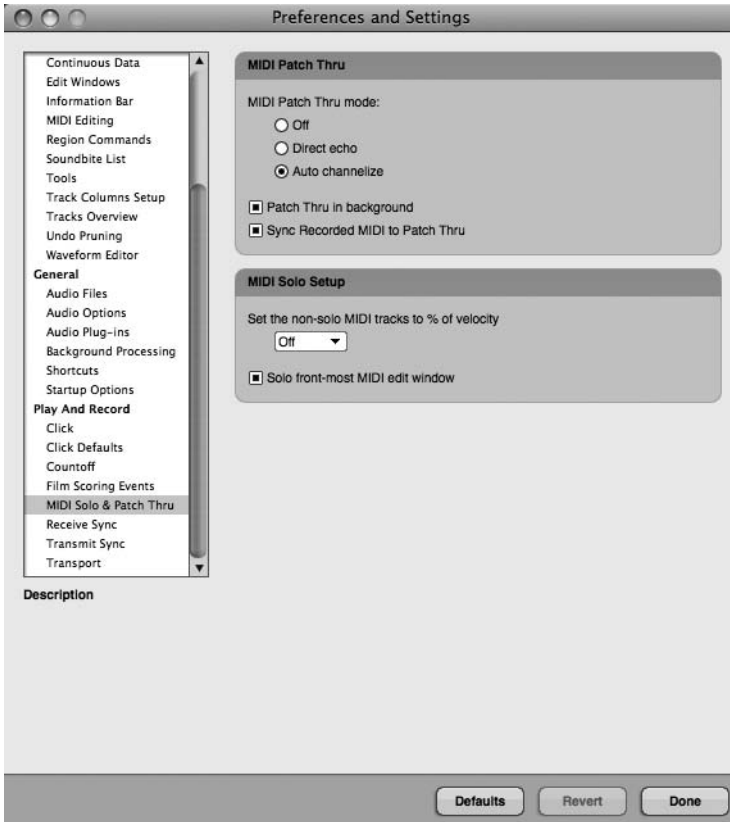 Preferences and Settings
Continuous Data
Edit Windows
Information Bar
MIDI Editing
Region Commands
Soundbite List
Tools
Track Columns Setup
Tracks Overview
Undo Pruning
Waveform Editor
General
Audio Files
Audio Options
Audio Plug-ins
Background Processing
Shortcuts
Startup Options
Play And Record
Click
Click Defaults
Countoff
Film Scoring Events
MIDI Solo & Patch Thru
Receive Sync
Transmit Sync
Transport
Description
MIDI Patch Thru
MIDI Patch Thru mode:
Off
Direct echo
Auto channelize
Patch Thru in background
Sync Recorded MIDI to Patch Thru
MIDI Solo Setup
Set the non-solo MIDI tracks to % of velocity
Off
Solo front-most MIDI edit window
Defaults
Revert
Done